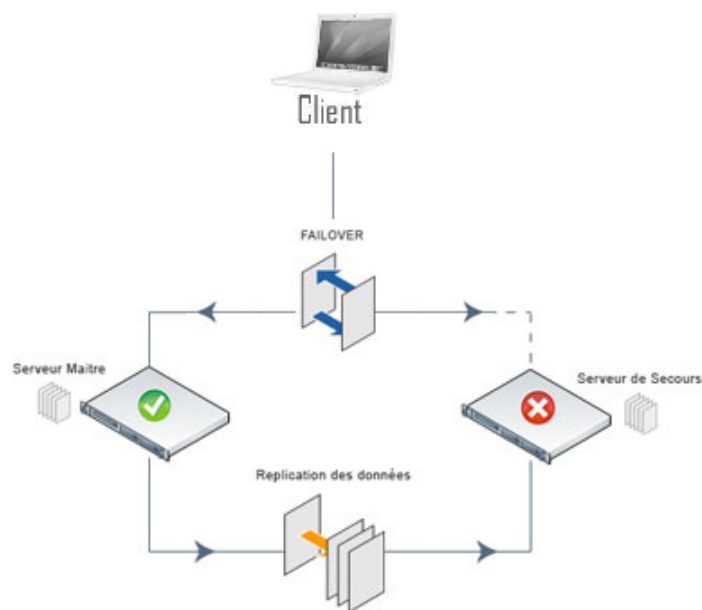 Client
FAILOVER
Serveur Maitre
Serveur de Secours
Replication des données